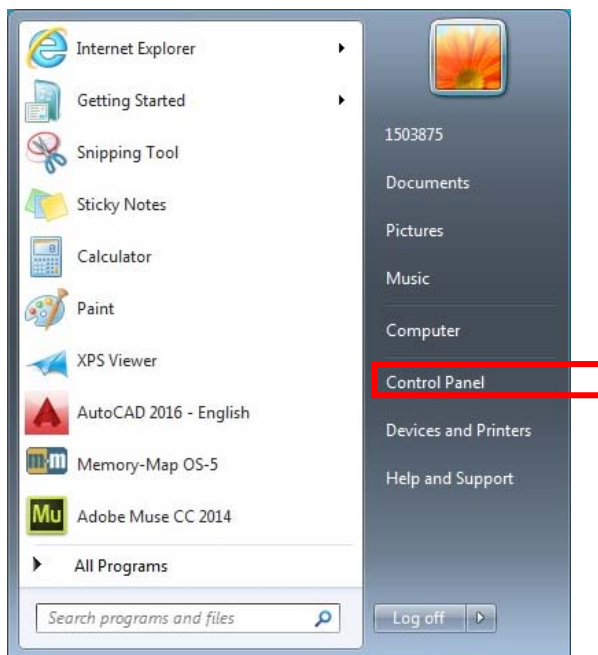 Internet Explorer
Getting Started
Snipping Tool
Sticky Notes
Calculator
Paint
XPS Viewer
AutoCAD 2016 - English
Memory-Map OS-5
Mu Adobe Muse CC 2014
All Programs
Search programs and files
1503875
Documents
Pictures
Music
Computer
Control Panel
Devices and Printers
Help and Support
Log off